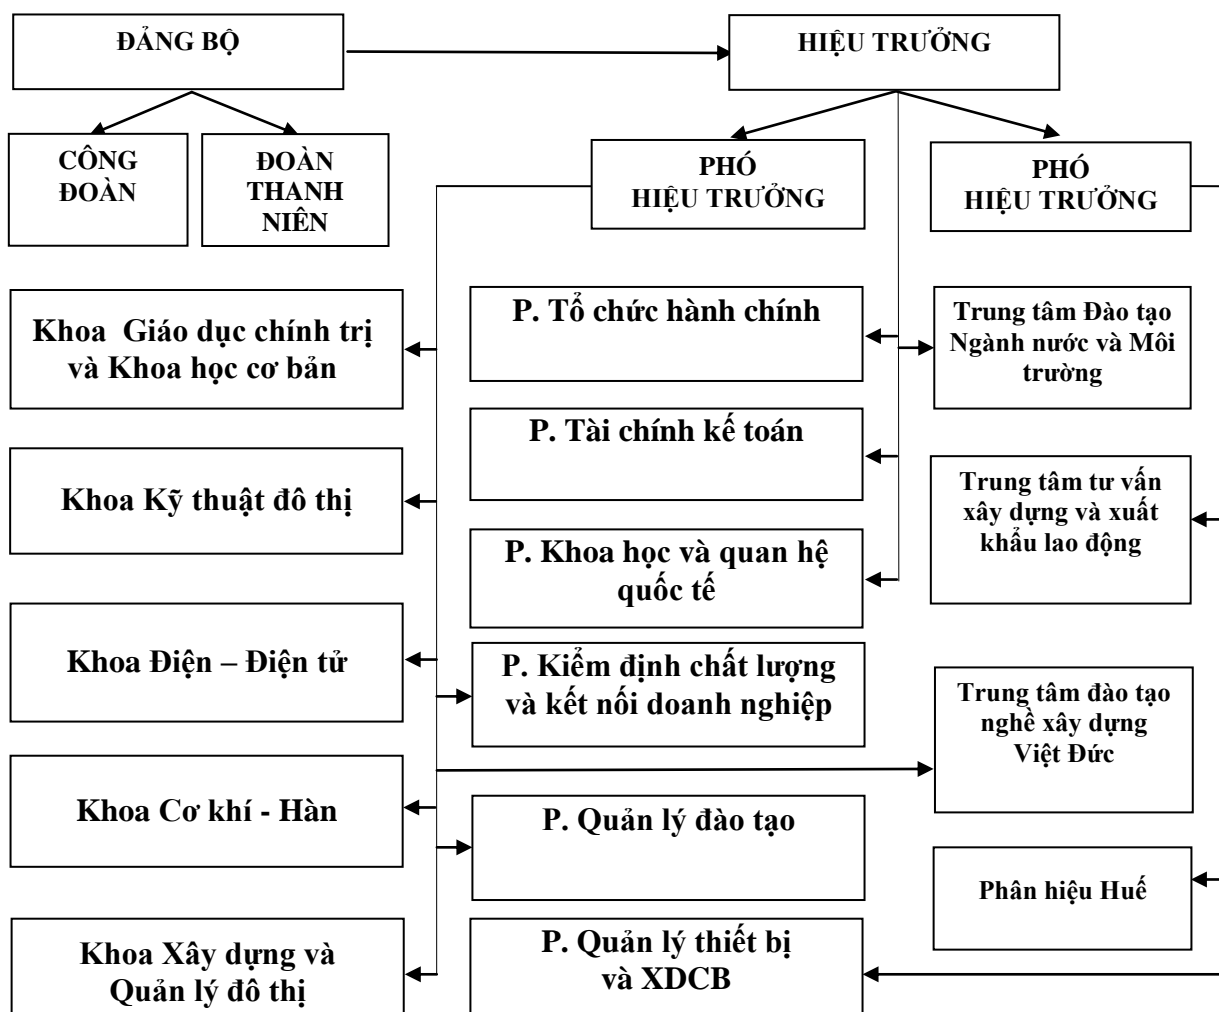 ĐẢNG BỘ
HIỆU TRƯỞNG
CÔNG
ĐOÀN
ĐOÀN
THANH
NIÊN
PHÓ
HIỆU TRƯỞNG
PHÓ
HIỆU TRƯỞNG
Khoa Giáo dục chính trị
và Khoa học cơ bản
P. Tổ chức hành chính
Trung tâm Đào tạo
Ngành nước và Môi
trường
P. Tài chính kế toán
Khoa Kỹ thuật đô thị
Trung tâm tư vấn
xây dựng và xuất
khẩu lao động
P. Khoa học và quan hệ
quốc tế
Khoa Điện – Điện tử
P. Kiểm định chất lượng
và kết nối doanh nghiệp
Trung tâm đào tạo
nghề xây dựng
Việt Đức
Khoa Cơ khí - Hàn
P. Quản lý đào tạo
Phân hiệu Huế
Khoa Xây dựng và
Quản lý đô thị
P. Quản lý thiết bị
và XDCB